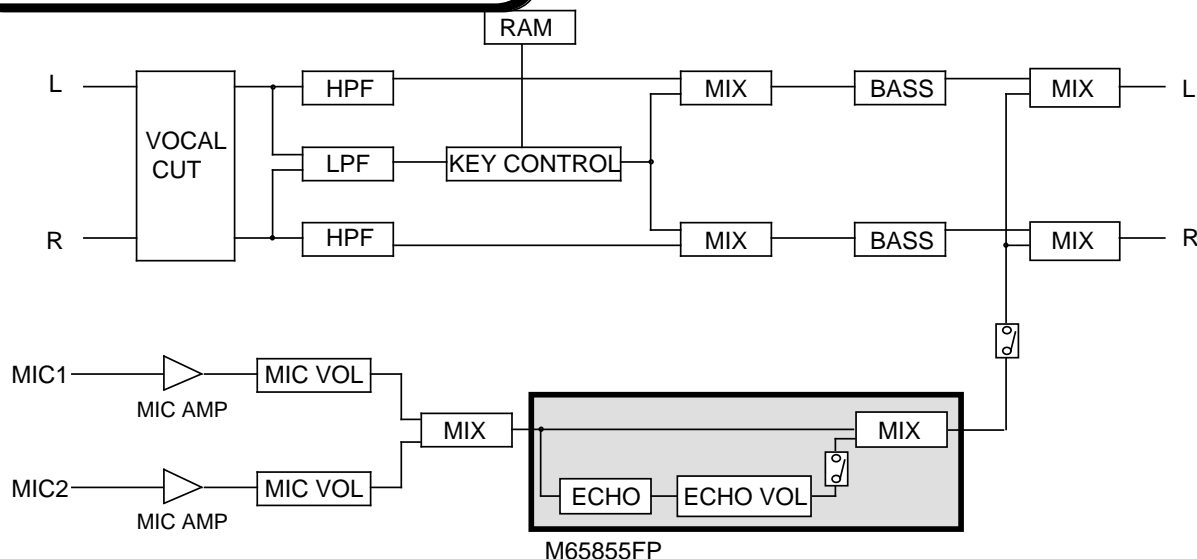 RAM
L
HPF
MIX
BASS
MIX
L
VOCAL
CUT
LPF
KEY CONTROL
R
HPF
MIX
BASS
MIX
R
MIC1
MIC AMP
MIC VOL
MIX
MIX
MIC2
MIC AMP
MIC VOL
ECHO
ECHO VOL
M65855FP